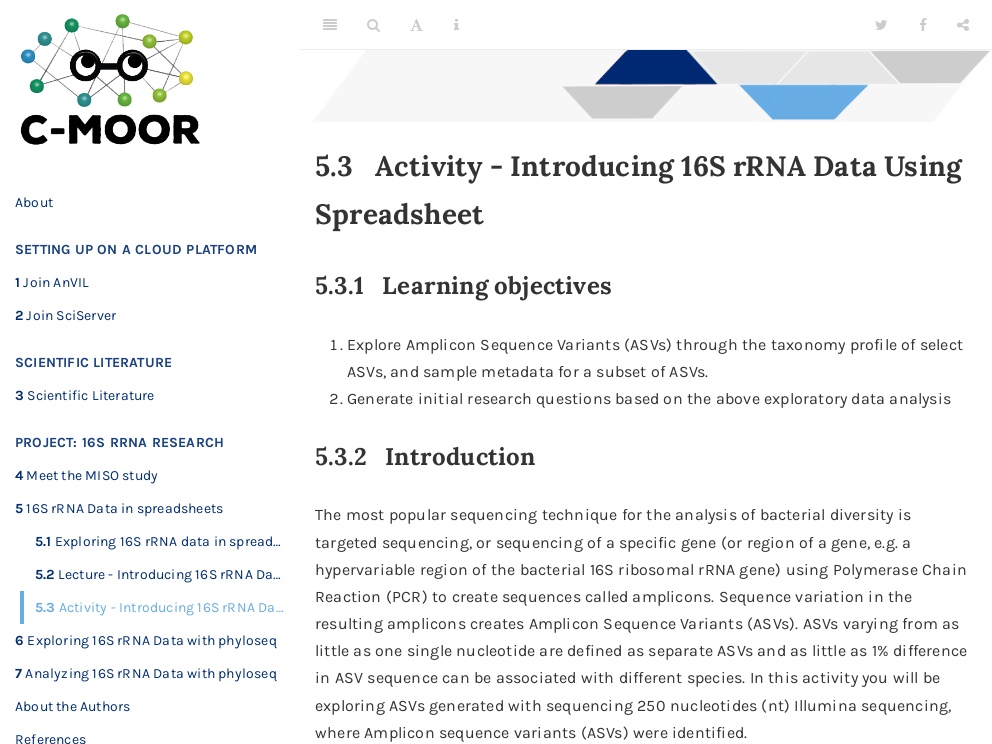 C-MOOR
About
SETTING UP ON A CLOUD PLATFORM
1 Join AnVIL
2 Join SciServer
SCIENTIFIC LITERATURE
3 Scientific Literature
PROJECT: 16S RRNA RESEARCH
4 Meet the MISO study
5 16S rRNA Data in spreadsheets
5.1 Exploring 16S rRNA data in spread...
5.2 Lecture - Introducing 16S rRNA Da...
5.3 Activity - Introducing 16S rRNA Da...
6 Exploring 16S rRNA Data with phyloseq
7 Analyzing 16S rRNA Data with phyloseq
About the Authors
References
A
i
5.3 Activity - Introducing 16S rRNA Data Using
Spreadsheet
5.3.1 Learning objectives
1. Explore Amplicon Sequence Variants (ASVs) through the taxonomy profile of select
ASVs, and sample metadata for a subset of ASVs.
2. Generate initial research questions based on the above exploratory data analysis
5.3.2 Introduction
The most popular sequencing technique for the analysis of bacterial diversity is
targeted sequencing, or sequencing of a specific gene (or region of a gene, e.g. a
hypervariable region of the bacterial 16S ribosomal rRNA gene) using Polymerase Chain
Reaction (PCR) to create sequences called amplicons. Sequence variation in the
resulting amplicons creates Amplicon Sequence Variants (ASVs). ASVs varying from as
little as one single nucleotide are defined as separate ASVs and as little as 1% difference
in ASV sequence can be associated with different species. In this activity you will be
exploring ASVs generated with sequencing 250 nucleotides (nt) Illumina sequencing,
where Amplicon sequence variants (ASVs) were identified.